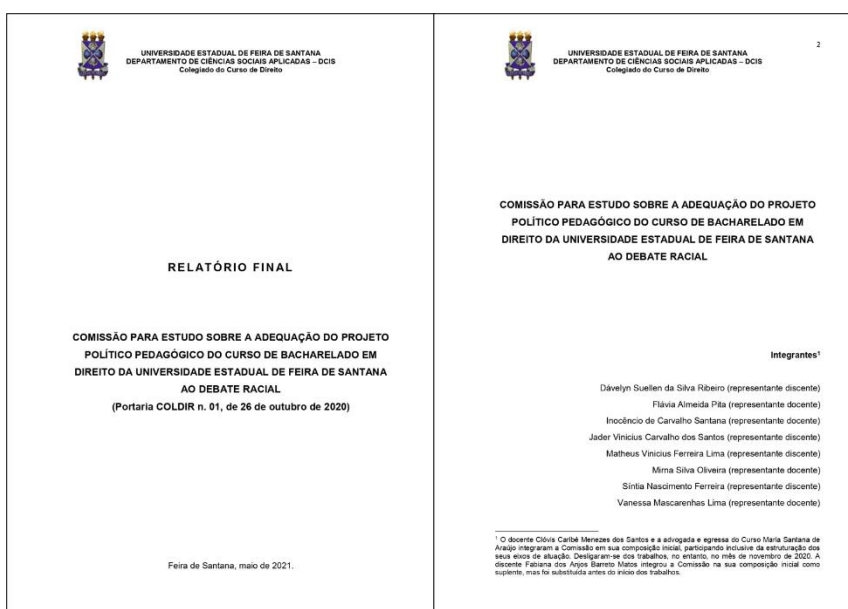 UNIVERSIDADE ESTADUAL DE FEIRA DE SANTANA
DEPARTAMENTO DE CIÊNCIAS SOCIAIS APLICADAS – DCIS
Colegiado do Curso de Direito
RELATÓRIO FINAL
COMISSÃO PARA ESTUDO SOBRE A ADEQUAÇÃO DO PROJETO
POLÍTICO PEDAGÓGICO DO CURSO DE BACHARELADO EM
DIREITO DA UNIVERSIDADE ESTADUAL DE FEIRA DE SANTANA
AO DEBATE RACIAL
(Portaria COLDIR n. 01, de 26 de outubro de 2020)
Feira de Santana, maio de 2021.
2
UNIVERSIDADE ESTADUAL DE FEIRA DE SANTANA
DEPARTAMENTO DE CIÊNCIAS SOCIAIS APLICADAS – DCIS
Colegiado do Curso de Direito
COMISSÃO PARA ESTUDO SOBRE A ADEQUAÇÃO DO PROJETO
POLÍTICO PEDAGÓGICO DO CURSO DE BACHARELADO EM
DIREITO DA UNIVERSIDADE ESTADUAL DE FEIRA DE SANTANA
AO DEBATE RACIAL
Integrantes¹
Dávelyn Suellen da Silva Ribeiro (representante discente)
Flávia Almeida Pita (representante docente)
Inocêncio de Carvalho Santana (representante docente)
Jader Vinicius Carvalho dos Santos (representante discente)
Matheus Vinicius Ferreira Lima (representante discente)
Mirna Silva Oliveira (representante docente)
Síntia Nascimento Ferreira (representante discente)
Vanessa Mascarenhas Lima (representante docente)
¹ O docente Clóvis Caribé Menezes dos Santos e a advogada e egressa do Curso Maria Santana de
Araújo integraram a Comissão em sua composição inicial, participando inclusive da estruturação dos
seus eixos de atuação. Desligaram-se dos trabalhos, no entanto, no mês de novembro de 2020. A
discente Fabiana dos Anjos Barreto Matos integrou a Comissão na sua composição inicial como
suplente, mas foi substituída antes do início dos trabalhos.